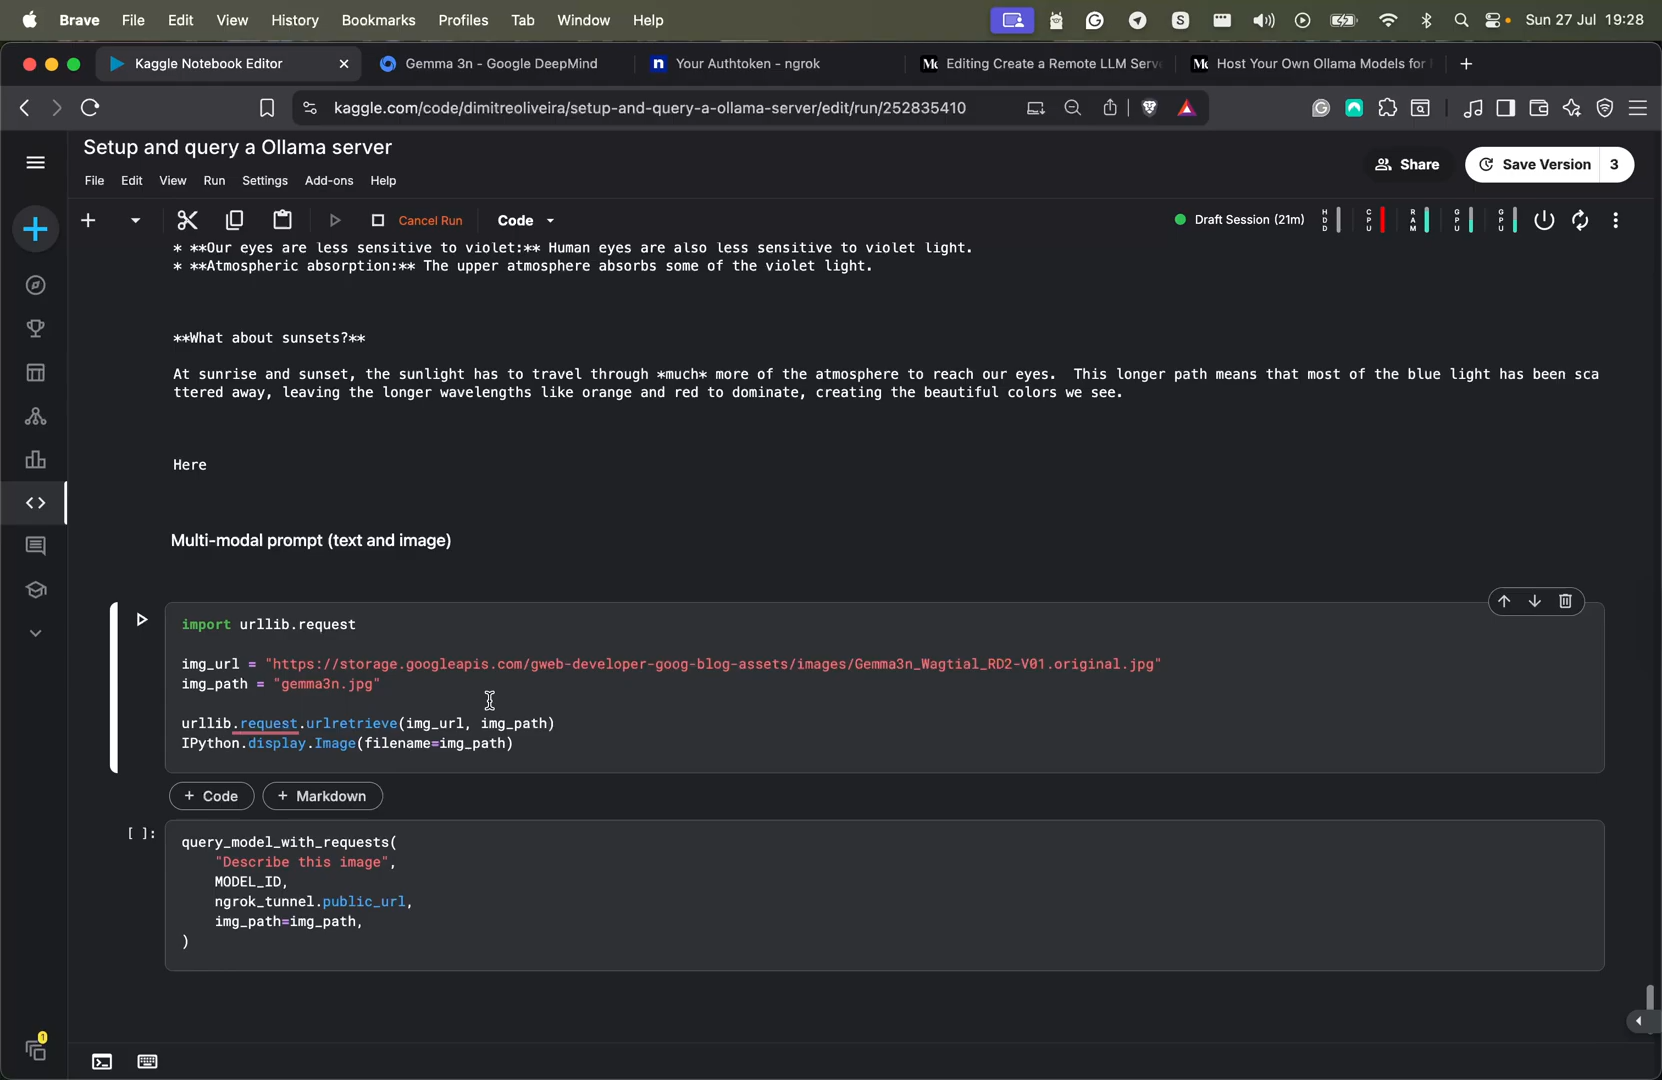 Brave File Edit View History Bookmarks Profiles Tab Window Help Sun 27 Jul 19:28
Kaggle Notebook Editor Gemma 3n - Google DeepMind Your Authtoken - ngrok Editing Create a Remote LLM Serve Host Your Own Ollama Models for
kaggle.com/code/dimitreoliveira/setup-and-query-a-ollama-server/edit/run/252835410
Setup and query a Ollama server
Share
Save Version 3
File Edit View Run Settings Add-ons Help
Cancel Run Code Draft Session (21m) HDD CPU RAM GPU GPU
* **Our eyes are less sensitive to violet:** Human eyes are also less sensitive to violet light.
* **Atmospheric absorption:** The upper atmosphere absorbs some of the violet light.
**What about sunsets?**
At sunrise and sunset, the sunlight has to travel through *much* more of the atmosphere to reach our eyes.  This longer path means that most of the blue light has been sca
ttered away, leaving the longer wavelengths like orange and red to dominate, creating the beautiful colors we see.
Here
Multi-modal prompt (text and image)
import urllib.request
img_url = "https://storage.googleapis.com/gweb-developer-goog-blog-assets/images/Gemma3n_Wagtial_RD2-V01.original.jpg"
img_path = "gemma3n.jpg"
urllib.request.urlretrieve(img_url, img_path)
IPython.display.Image(filename=img_path)
+ Code + Markdown
[ ]:
query_model_with_requests(
"Describe this image",
MODEL_ID,
ngrok_tunnel.public_url,
img_path=img_path,
)
1